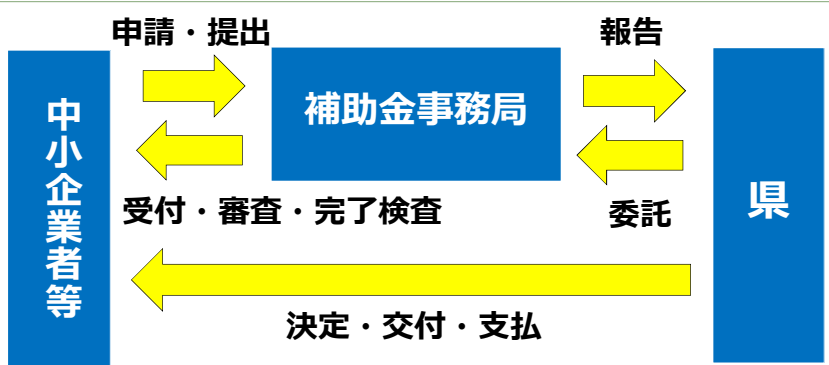 申請・提出
報告
中小企業者等
補助金事務局
県
受付・審査・完了検査
委託
決定・交付・支払